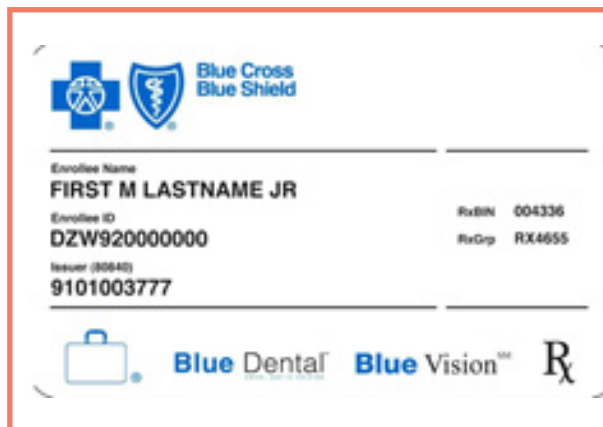 Blue Cross
Blue Shield
Enrollee Name
FIRST M LASTNAME JR
Enrollee ID
DZW920000000
Issuer (80840)
9101003777
RxBIN 004336
RxGrp RX4655
Blue Dental Blue Vision℠ Rx